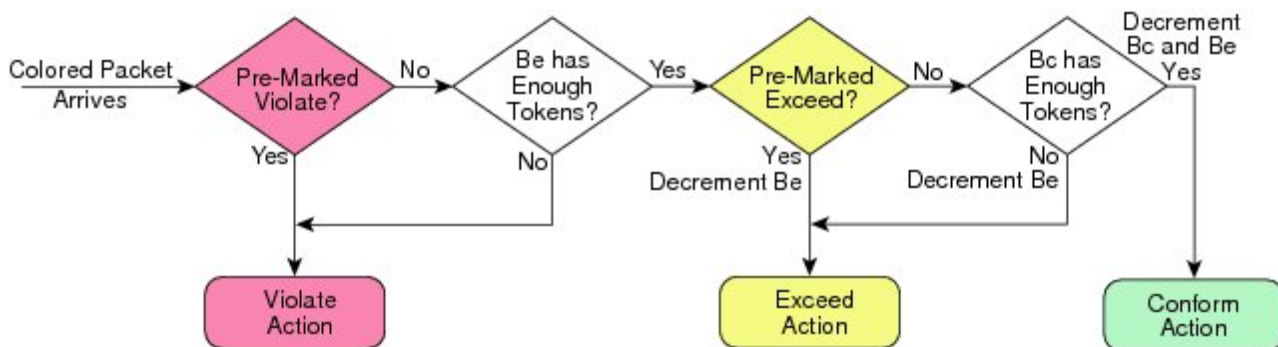 Colored Packet
Arrives
Pre-Marked
Violate?
No
Yes
Be has
Enough
Tokens?
Yes
No
Pre-Marked
Exceed?
No
Yes
Decrement Be
Bc has
Enough
Tokens?
No
Decrement Be
Decrement
Bc and Be
Yes
Violate
Action
Exceed
Action
Conform
Action